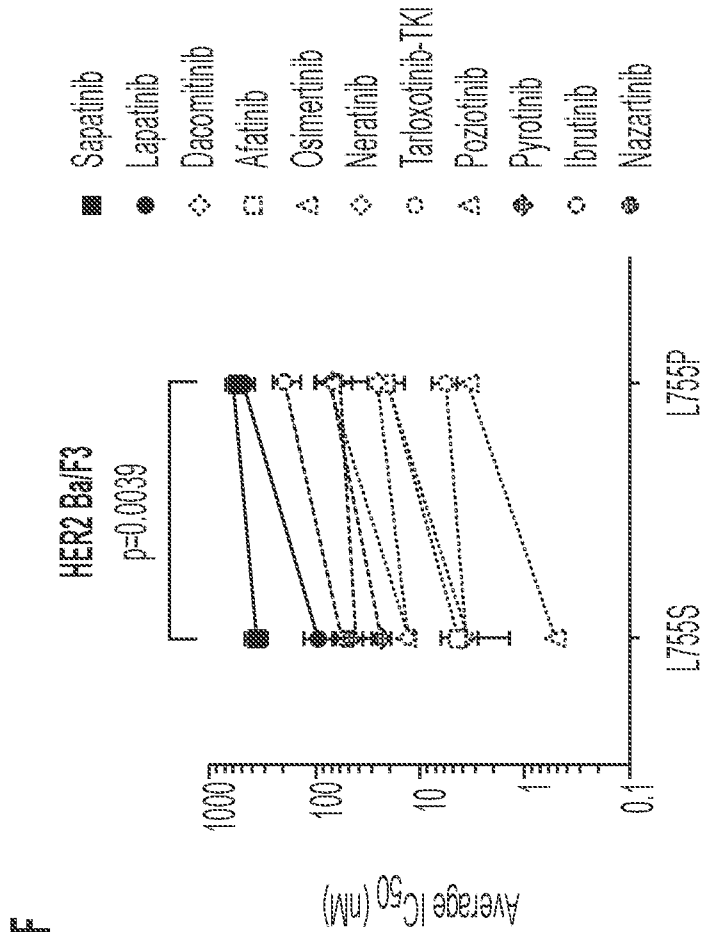 F
HER2 Ba/F3
p=0.0039
Average IC50 (nM)
1000
100
10
1
0.1
L755S
L755P
Sapatinib
Lapatinib
Dacomitinib
Afatinib
Osimertinib
Neratinib
Tarloxotinib-TKI
Poziotinib
Pyrotinib
Ibrutinib
Nazartinib